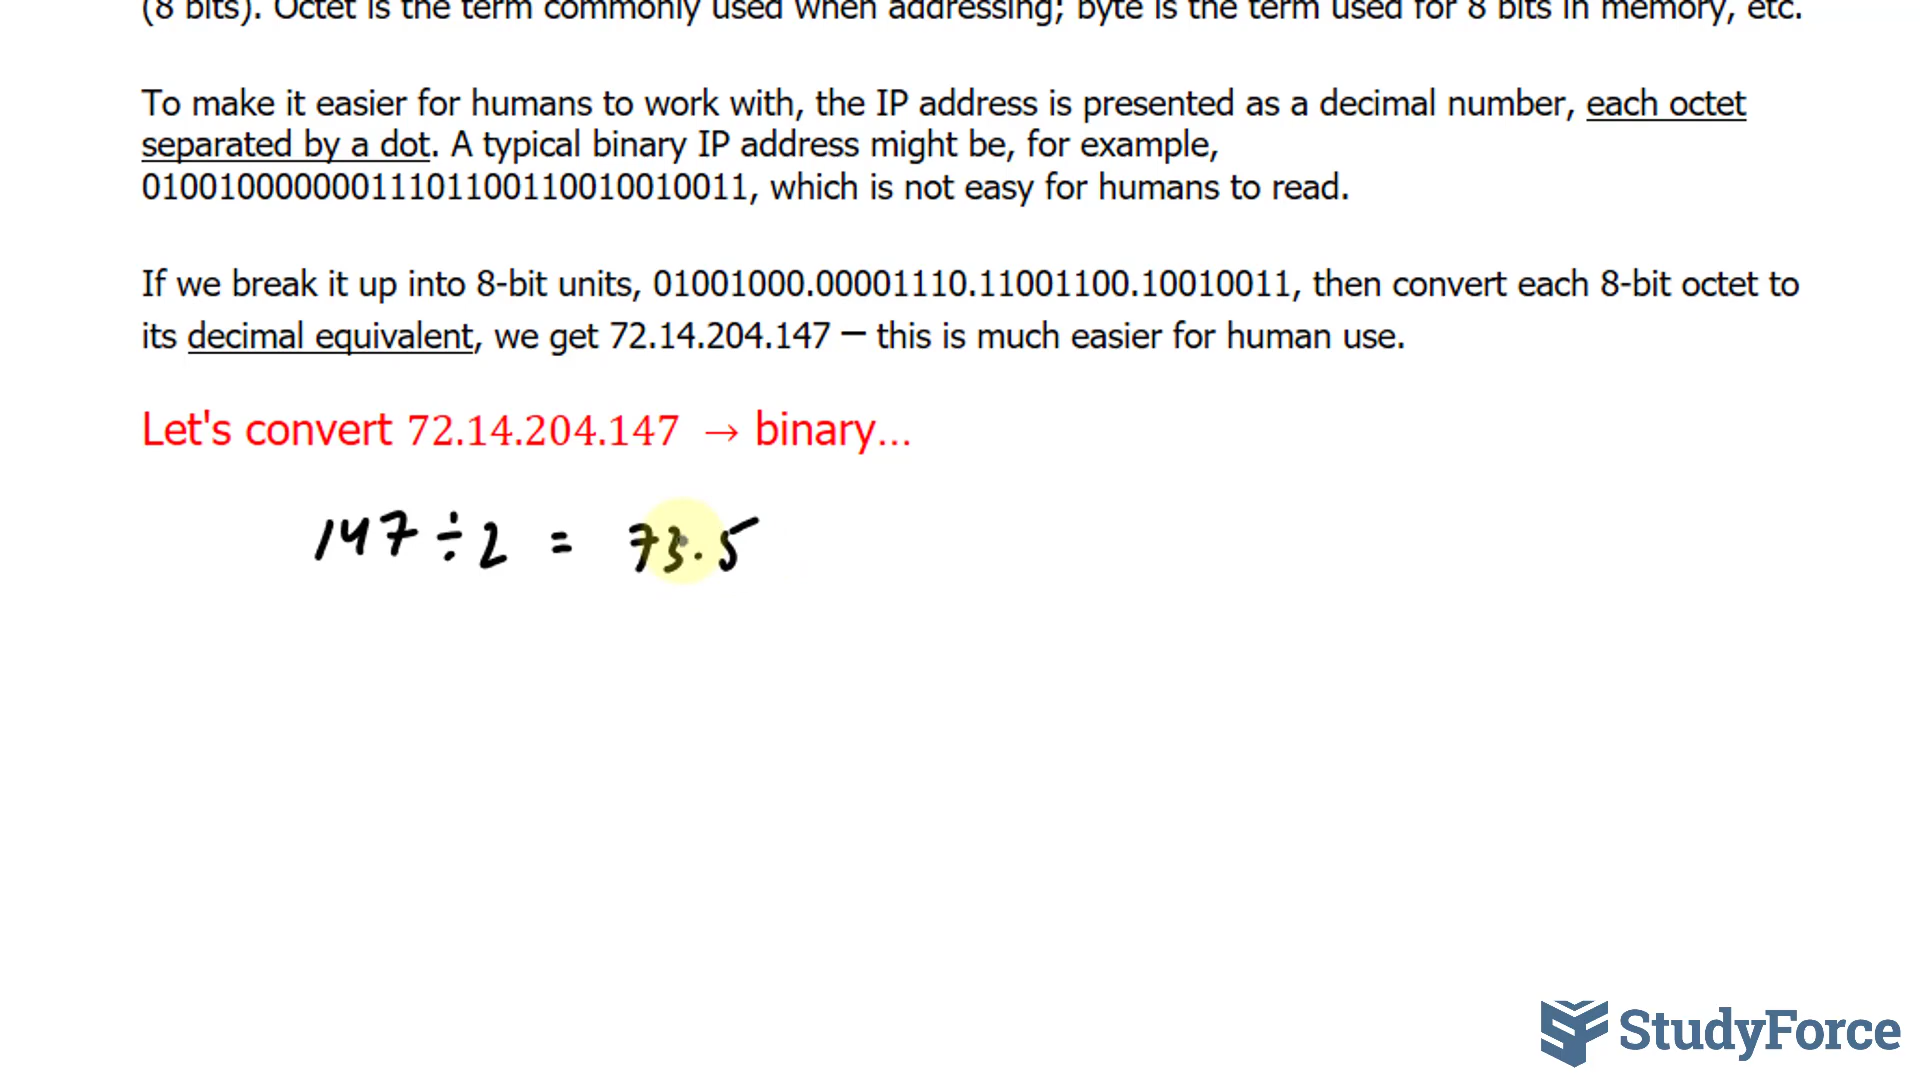 (8 bits). Octet is the term commonly used when addressing; byte is the term used for 8 bits in memory, etc.
To make it easier for humans to work with, the IP address is presented as a decimal number, each octet
separated by a dot. A typical binary IP address might be, for example,
01001000000011101100110010010011, which is not easy for humans to read.
If we break it up into 8-bit units, 01001000.00001110.11001100.10010011, then convert each 8-bit octet to
its decimal equivalent, we get 72.14.204.147 – this is much easier for human use.
Let's convert 72.14.204.147 → binary...
147 ÷ 2 = 73.5
StudyForce